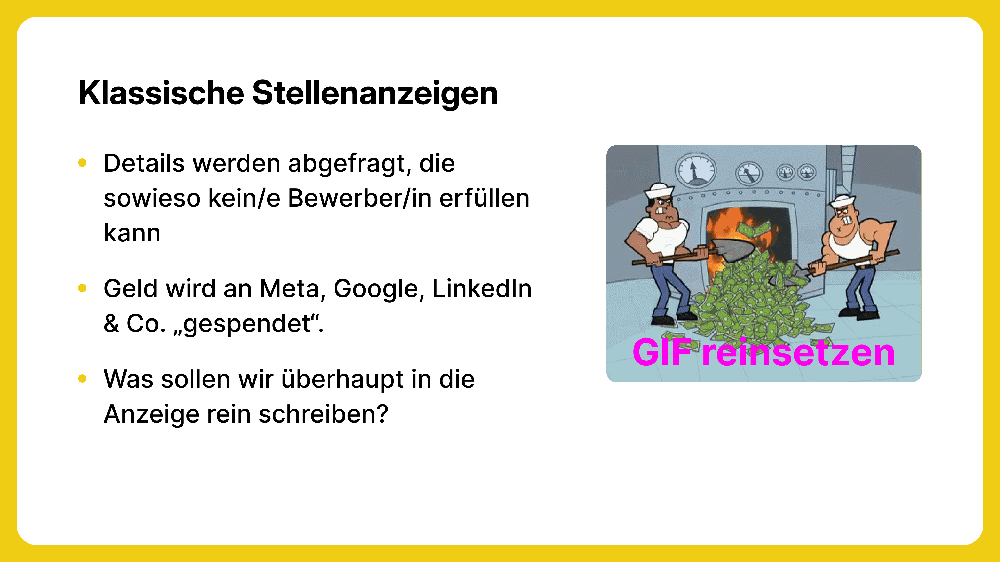 Klassische Stellenanzeigen
Details werden abgefragt, die
sowieso kein/e Bewerber/in erfüllen
kann
Geld wird an Meta, Google, LinkedIn
& Co. „gespendet“.
Was sollen wir überhaupt in die
Anzeige rein schreiben?
GIF reinsetzen